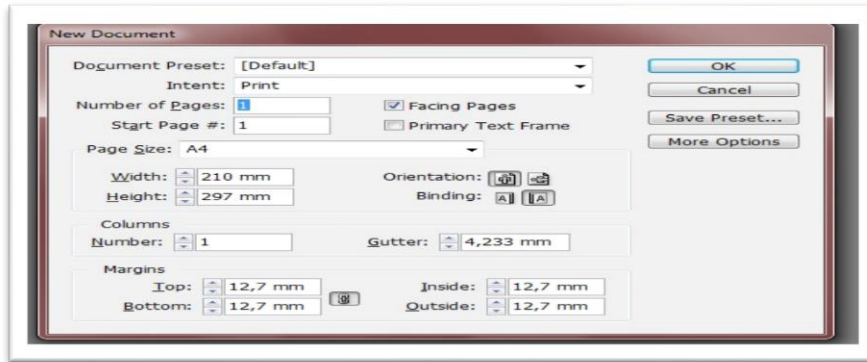 New Document
Document Preset: [Default]
OK
Intent: Print
Cancel
Number of Pages: 1
Facing Pages
Save Preset...
Start Page #: 1
Primary Text Frame
More Options
Page Size: A4
Width: 210 mm
Orientation:
Height: 297 mm
Binding:
Columns
Number: 1
Gutter: 4,233 mm
Margins
Top: 12,7 mm
Inside: 12,7 mm
Bottom: 12,7 mm
Outside: 12,7 mm